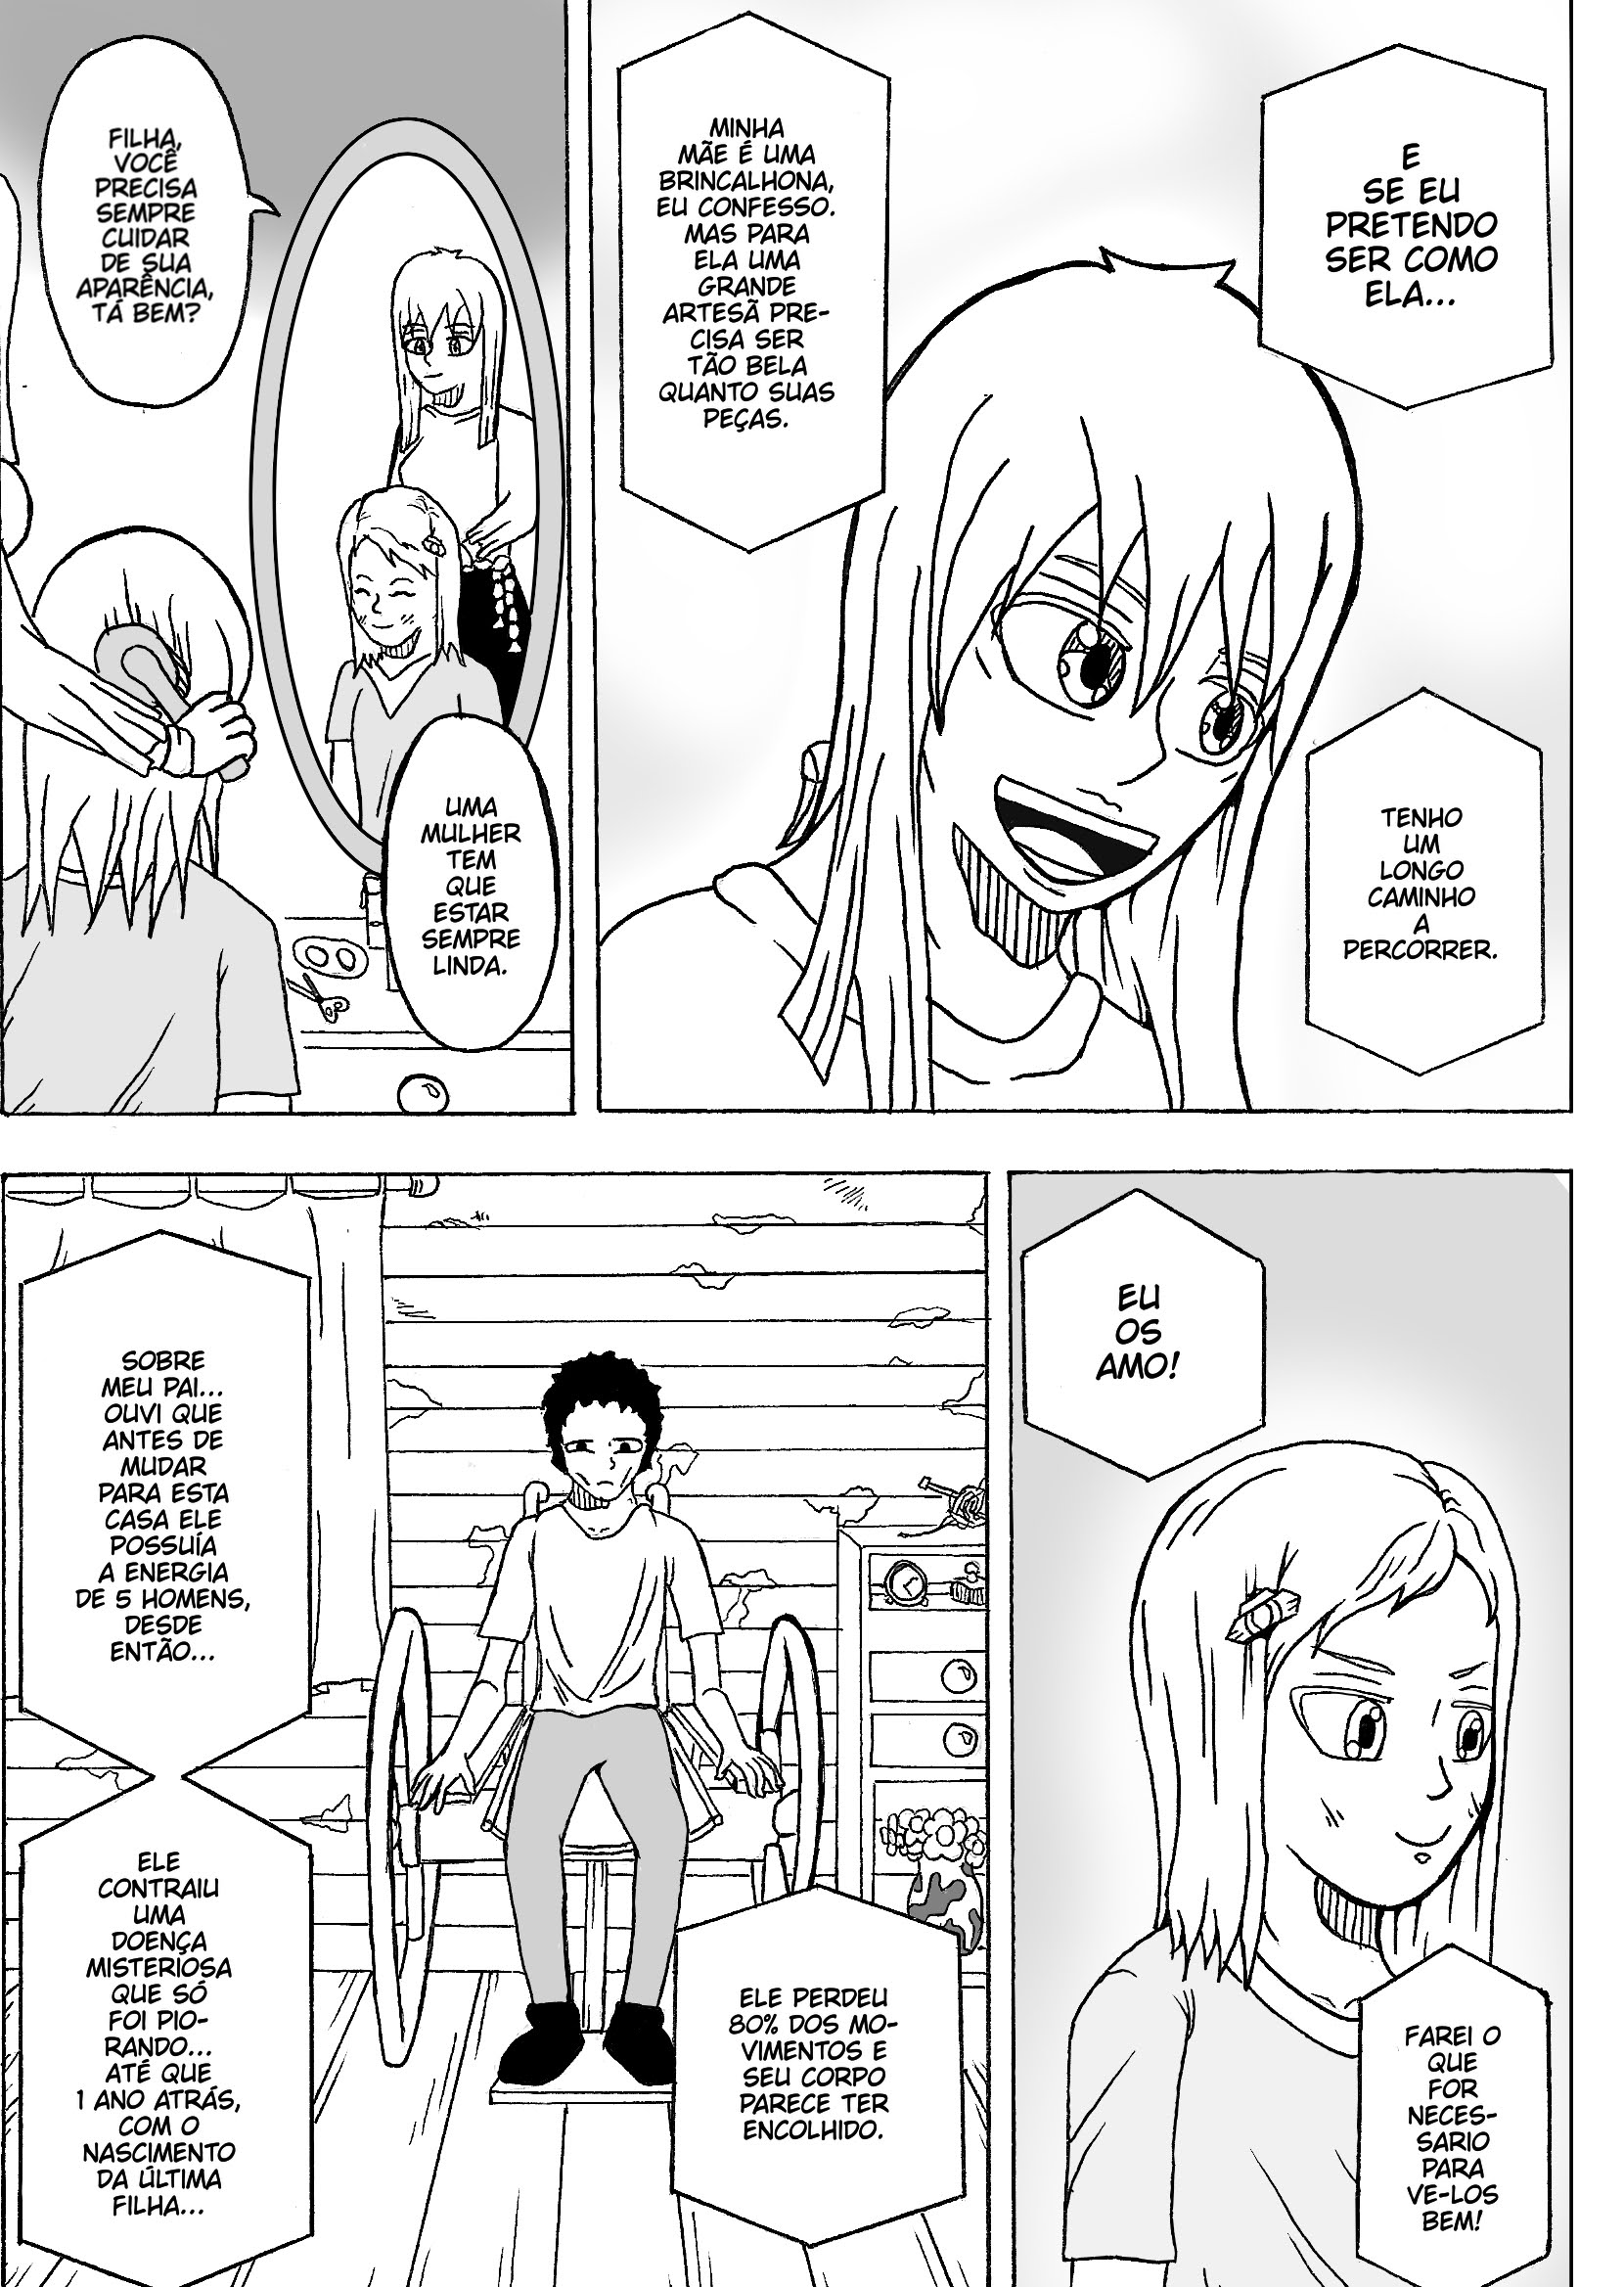 FILHA,
VOCÊ
PRECISA
SEMPRE
CUIDAR
DE SUA
APARÊNCIA,
TÁ BEM?
UMA
MULHER
TEM
QUE
ESTAR
SEMPRE
LINDA.
MINHA
MÃE É UMA
BRINCALHONA,
EU CONFESSO.
MAS PARA
ELA UMA
GRANDE
ARTESÃ PRE-
CISA SER
TÃO BELA
QUANTO SUAS
PEÇAS.
E
SE EU
PRETENDO
SER COMO
ELA...
TENHO
UM
LONGO
CAMINHO
A
PERCORRER.
SOBRE
MEU PAI...
OUVI QUE
ANTES DE
MUDAR
PARA ESTA
CASA ELE
POSSUÍA
A ENERGIA
DE 5 HOMENS,
DESDE
ENTÃO...
ELE
CONTRAIU
UMA
DOENÇA
MISTERIOSA
QUE SÓ
FOI PIO-
RANDO...
ATÉ QUE
1 ANO ATRÁS,
COM O
NASCIMENTO
DA ÚLTIMA
FILHA...
ELE PERDEU
80% DOS MO-
VIMENTOS E
SEU CORPO
PARECE TER
ENCOLHIDO.
EU
OS
AMO!
FAREI O
QUE
FOR
NECES-
SARIO
PARA
VE-LOS
BEM!